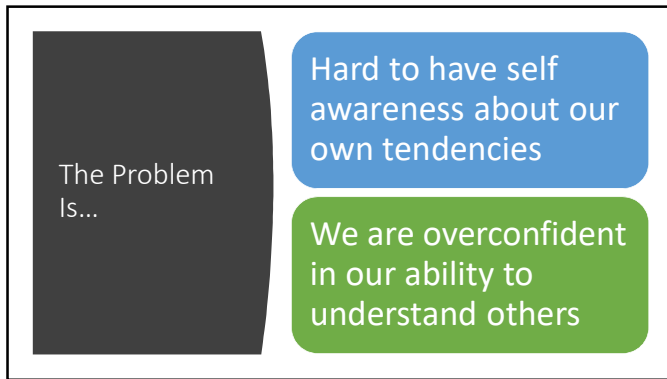 The Problem
Is...
Hard to have self
awareness about our
own tendencies
We are overconfident
in our ability to
understand others